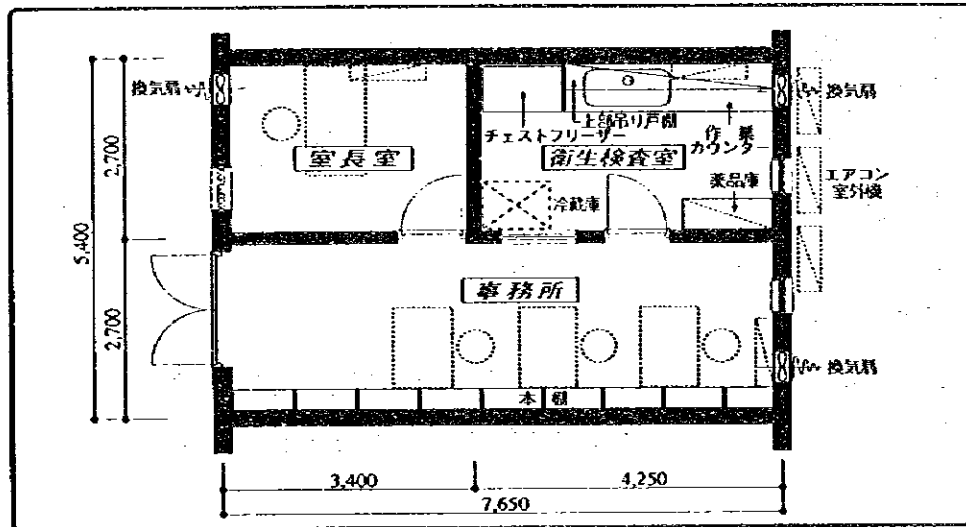 換気扇
室長室
チェストフリーザー
上部吊り戸棚
作業
カウンター
換気扇
衛生検査室
冷蔵庫
薬品庫
エアコン
室外機
2,700
5,400
2,700
事務所
換気扇
本棚
3,400
4,250
7,650